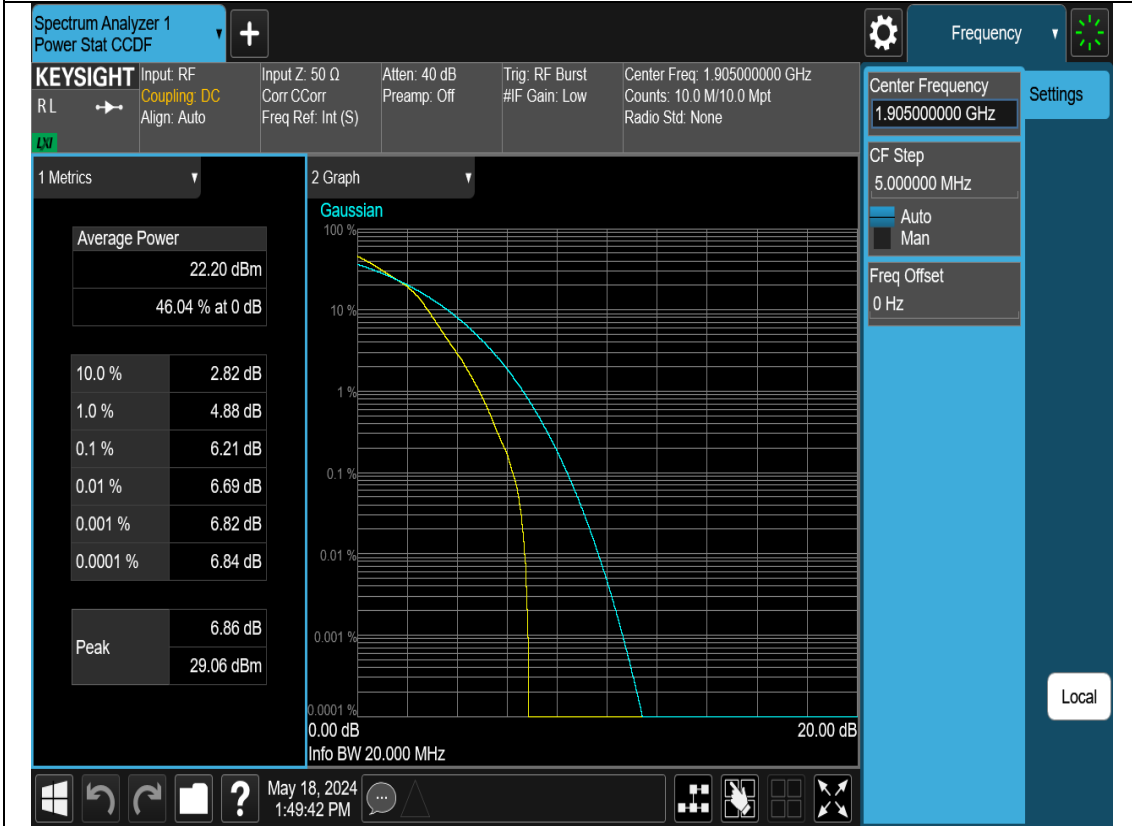 Spectrum Analyzer 1
Power Stat CCDF
Frequency
KEYSIGHT
RL
LXI
Input: RF
Coupling: DC
Align: Auto
Input Z: 50 Ω
Corr CCorr
Freq Ref: Int (S)
Atten: 40 dB
Preamp: Off
Trig: RF Burst
#IF Gain: Low
Center Freq: 1.905000000 GHz
Counts: 10.0 M/10.0 Mpt
Radio Std: None
Center Frequency
1.905000000 GHz
Settings
CF Step
5.000000 MHz
Auto
Man
Freq Offset
0 Hz
Local
1 Metrics
Average Power
22.20 dBm
46.04 % at 0 dB
10.0 % 2.82 dB
1.0 % 4.88 dB
0.1 % 6.21 dB
0.01 % 6.69 dB
0.001 % 6.82 dB
0.0001 % 6.84 dB
Peak 6.86 dB
29.06 dBm
2 Graph
Gaussian
100 %
10 %
1 %
0.1 %
0.01 %
0.001 %
0.0001 %
0.00 dB 20.00 dB
Info BW 20.000 MHz
?
May 18, 2024
1:49:42 PM